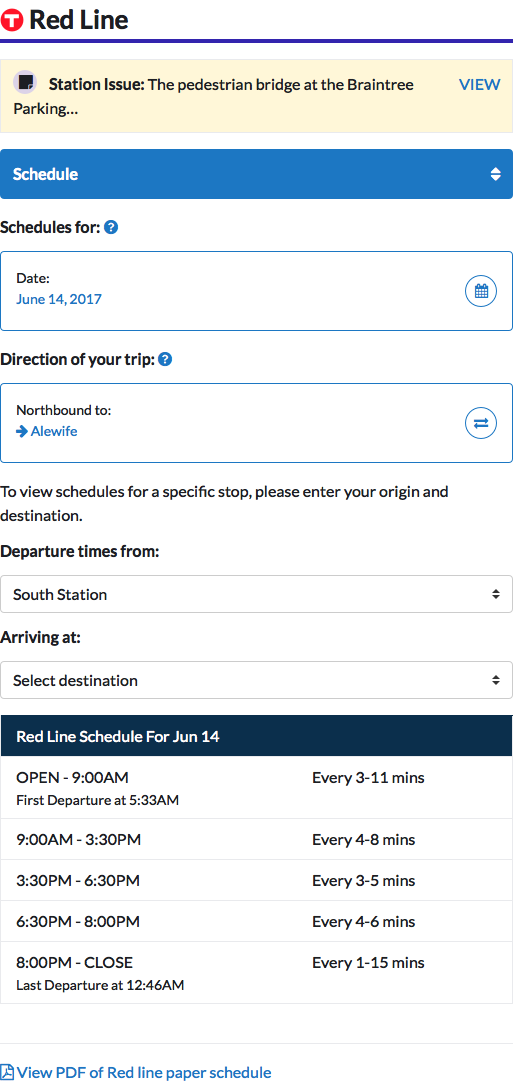 T Red Line
Station Issue: The pedestrian bridge at the Braintree VIEW
Parking...
Schedule
Schedules for: ?
Date:
June 14, 2017
Direction of your trip: ?
Northbound to:
Alewife
To view schedules for a specific stop, please enter your origin and
destination.
Departure times from:
South Station
Arriving at:
Select destination
Red Line Schedule For Jun 14
OPEN - 9:00AM Every 3-11 mins
First Departure at 5:33AM
9:00AM - 3:30PM Every 4-8 mins
3:30PM - 6:30PM Every 3-5 mins
6:30PM - 8:00PM Every 4-6 mins
8:00PM - CLOSE Every 1-15 mins
Last Departure at 12:46AM
View PDF of Red line paper schedule